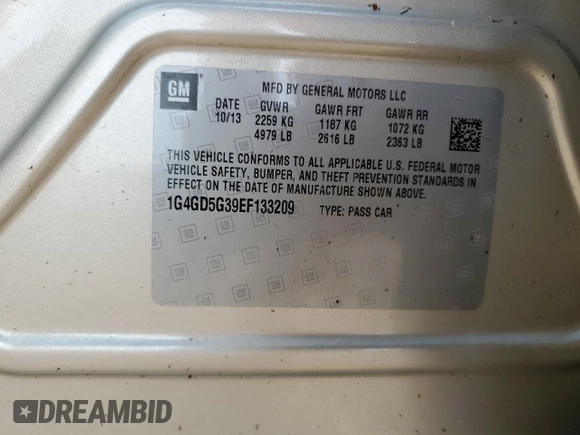 GM
MFD BY GENERAL MOTORS LLC
DATE GVWR GAWR FRT GAWR RR
10/13 2259 KG 1187 KG 1072 KG
4979 LB 2616 LB 2363 LB
THIS VEHICLE CONFORMS TO ALL APPLICABLE U.S. FEDERAL MOTOR
VEHICLE SAFETY, BUMPER, AND THEFT PREVENTION STANDARDS IN
EFFECT ON THE DATE OF MANUFACTURE SHOWN ABOVE.
1G4GD5G39EF133209 TYPE: PASS CAR
DREAMBID